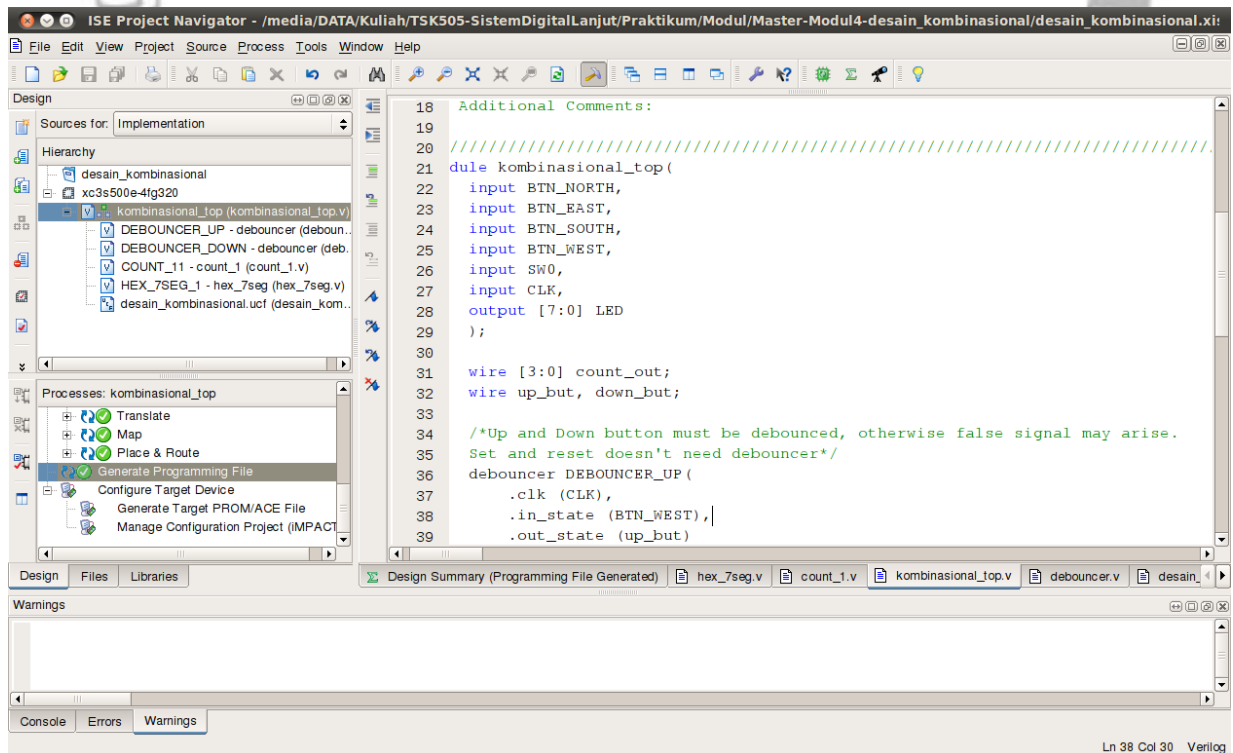 ISE Project Navigator - /media/DATA/Kuliah/TSK505-SistemDigitalLanjut/Praktikum/Modul/Master-Modul4-desain_kombinasional/desain_kombinasional.xis
File Edit View Project Source Process Tools Window Help
Design
Sources for: Implementation
Hierarchy
desain_kombinasional
xc3s500e-4fg320
kombinasional_top (kombinasional_top.v)
DEBOUNCER_UP - debouncer (deboun..
DEBOUNCER_DOWN - debouncer (deb..
COUNT_11 - count_1 (count_1.v)
HEX_7SEG_1 - hex_7seg (hex_7seg.v)
desain_kombinasional.ucf (desain_kom..
Processes: kombinasional_top
Translate
Map
Place & Route
Generate Programming File
Configure Target Device
Generate Target PROM/ACE File
Manage Configuration Project (iMPACT
Design Files Libraries
18 Additional Comments:
19
20 //////////////////////////////////////////////////////////////////////////////////.
21 dule kombinasional_top(
22 input BTN_NORTH,
23 input BTN_EAST,
24 input BTN_SOUTH,
25 input BTN_WEST,
26 input SW0,
27 input CLK,
28 output [7:0] LED
29 );
30
31 wire [3:0] count_out;
32 wire up_but, down_but;
33
34 /*Up and Down button must be debounced, otherwise false signal may arise.
35 Set and reset doesn't need debouncer*/
36 debouncer DEBOUNCER_UP(
37 .clk (CLK),
38 .in_state (BTN_WEST),
39 .out_state (up_but)
Design Summary (Programming File Generated) hex_7seg.v count_1.v kombinasional_top.v debouncer.v desain_
Warnings
Console Errors Warnings
Ln 38 Col 30 Verilog